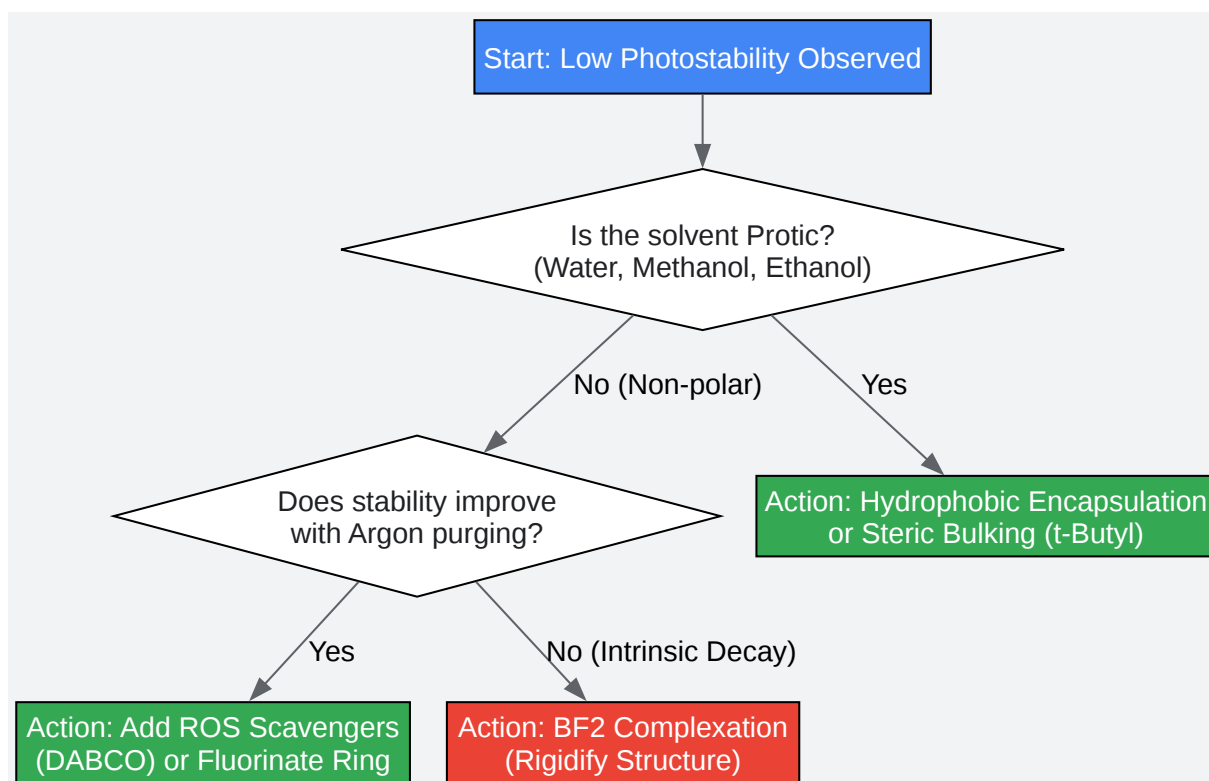 Start: Low Photostability Observed
Is the solvent Protic?
(Water, Methanol, Ethanol)
No (Non-polar)
Yes
Does stability improve
with Argon purging?
Action: Hydrophobic Encapsulation
or Steric Bulking (t-Butyl)
Yes
No (Intrinsic Decay)
Action: Add ROS Scavengers
(DABCO) or Fluorinate Ring
Action: BF2 Complexation
(Rigidify Structure)